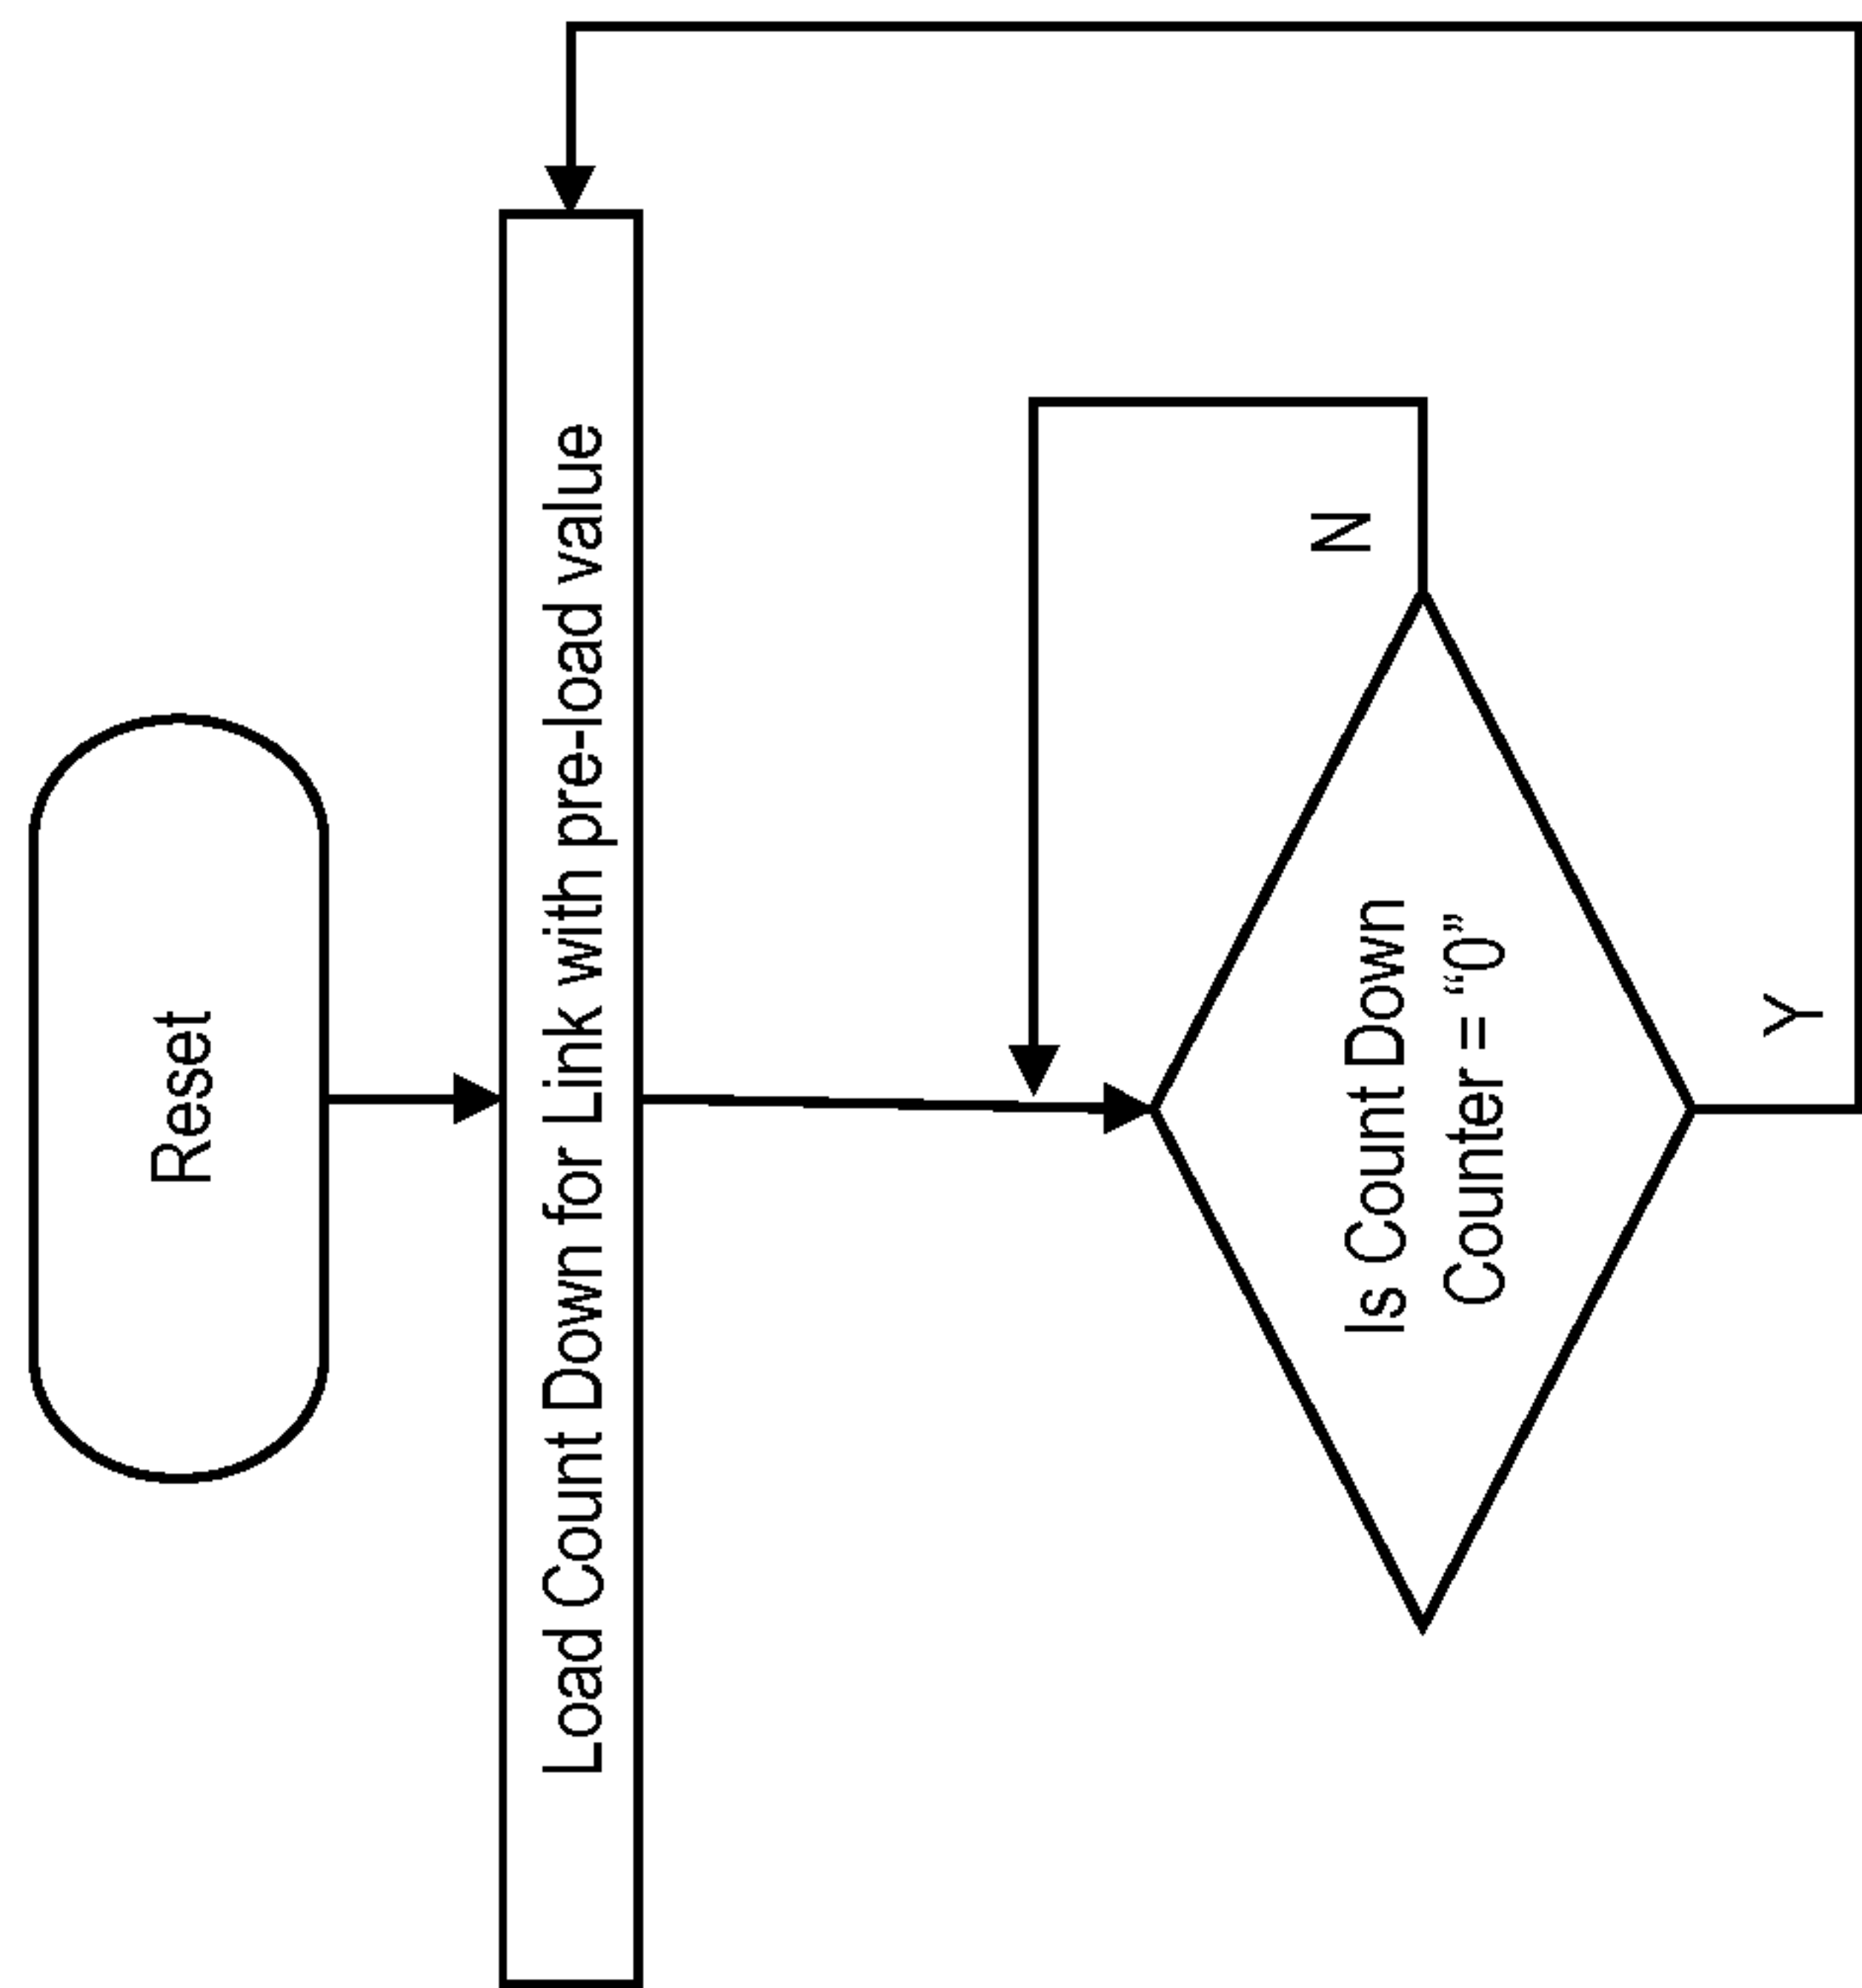 Reset
Load Count Down for Link with pre-load value
Is Count Down
Counter = “0”
N
Y